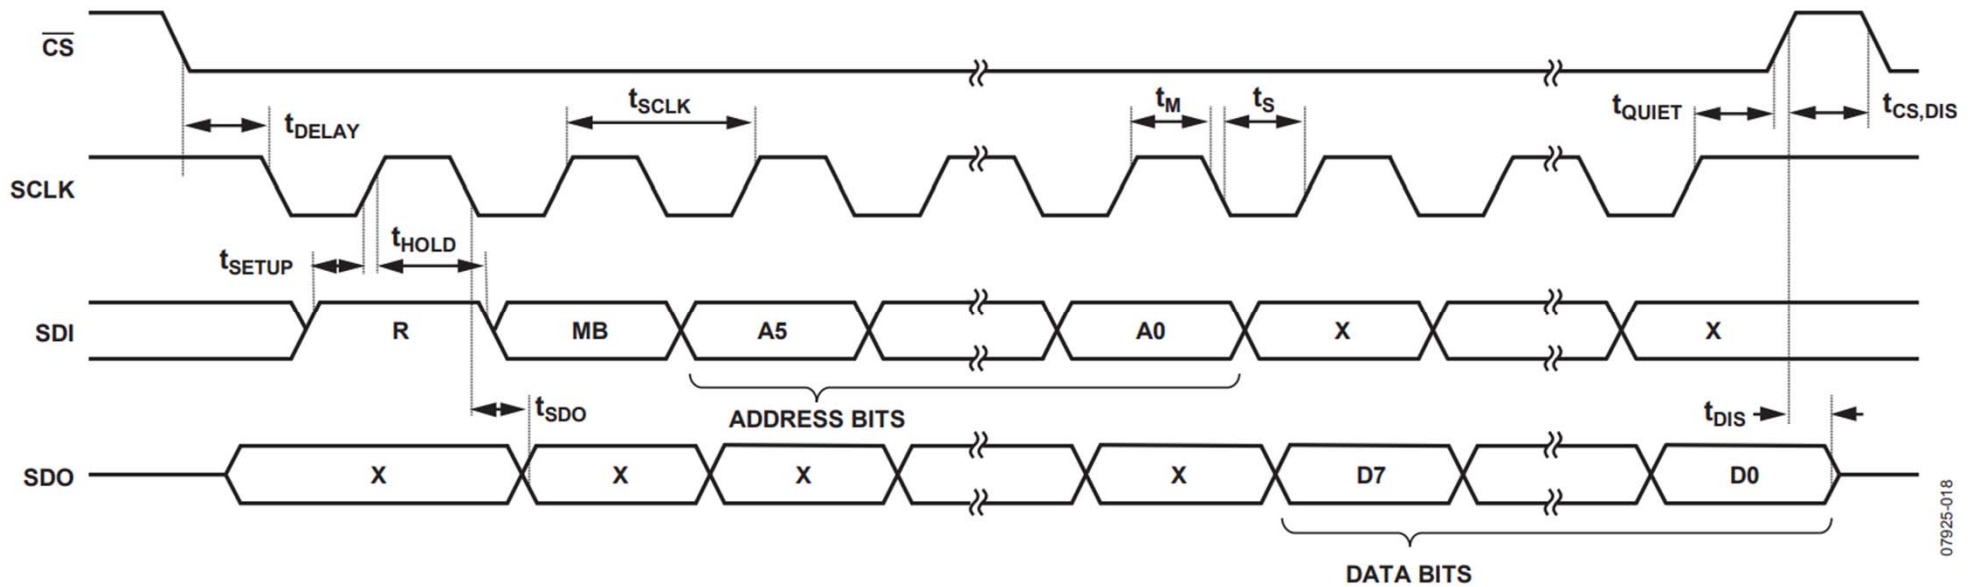 CS
tDELAY
tSCLK
tM
tS
tQUIET
tCS,DIS
SCLK
tSETUP
tHOLD
SDI
R
MB
A5
A0
X
X
tSDO
ADDRESS BITS
tDIS
SDO
X
X
X
X
D7
D0
DATA BITS
07925-018